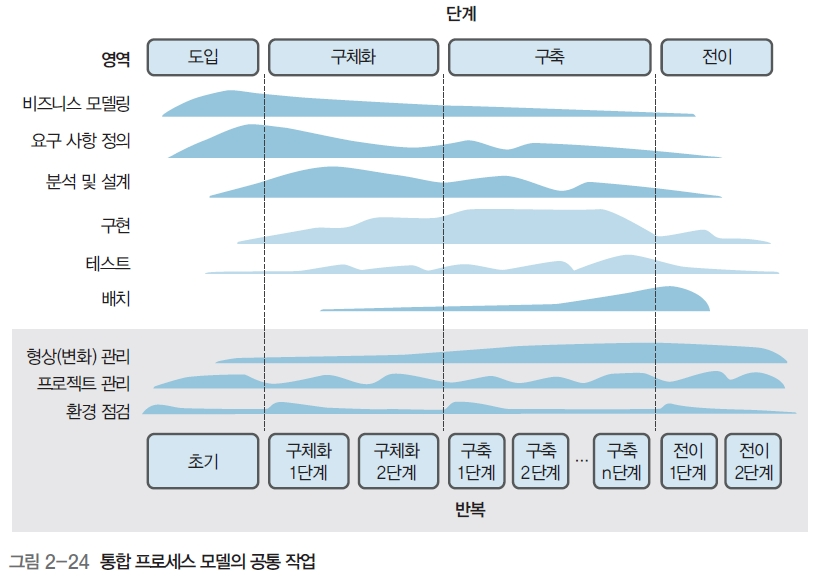 단계
영역
도입
구체화
구축
전이
비즈니스 모델링
요구 사항 정의
분석 및 설계
구현
테스트
배치
형상(변화) 관리
프로젝트 관리
환경 점검
초기
구체화
1단계
구체화
2단계
구축
1단계
구축
2단계
...
구축
n단계
전이
1단계
전이
2단계
반복
그림 2-24 통합 프로세스 모델의 공통 작업